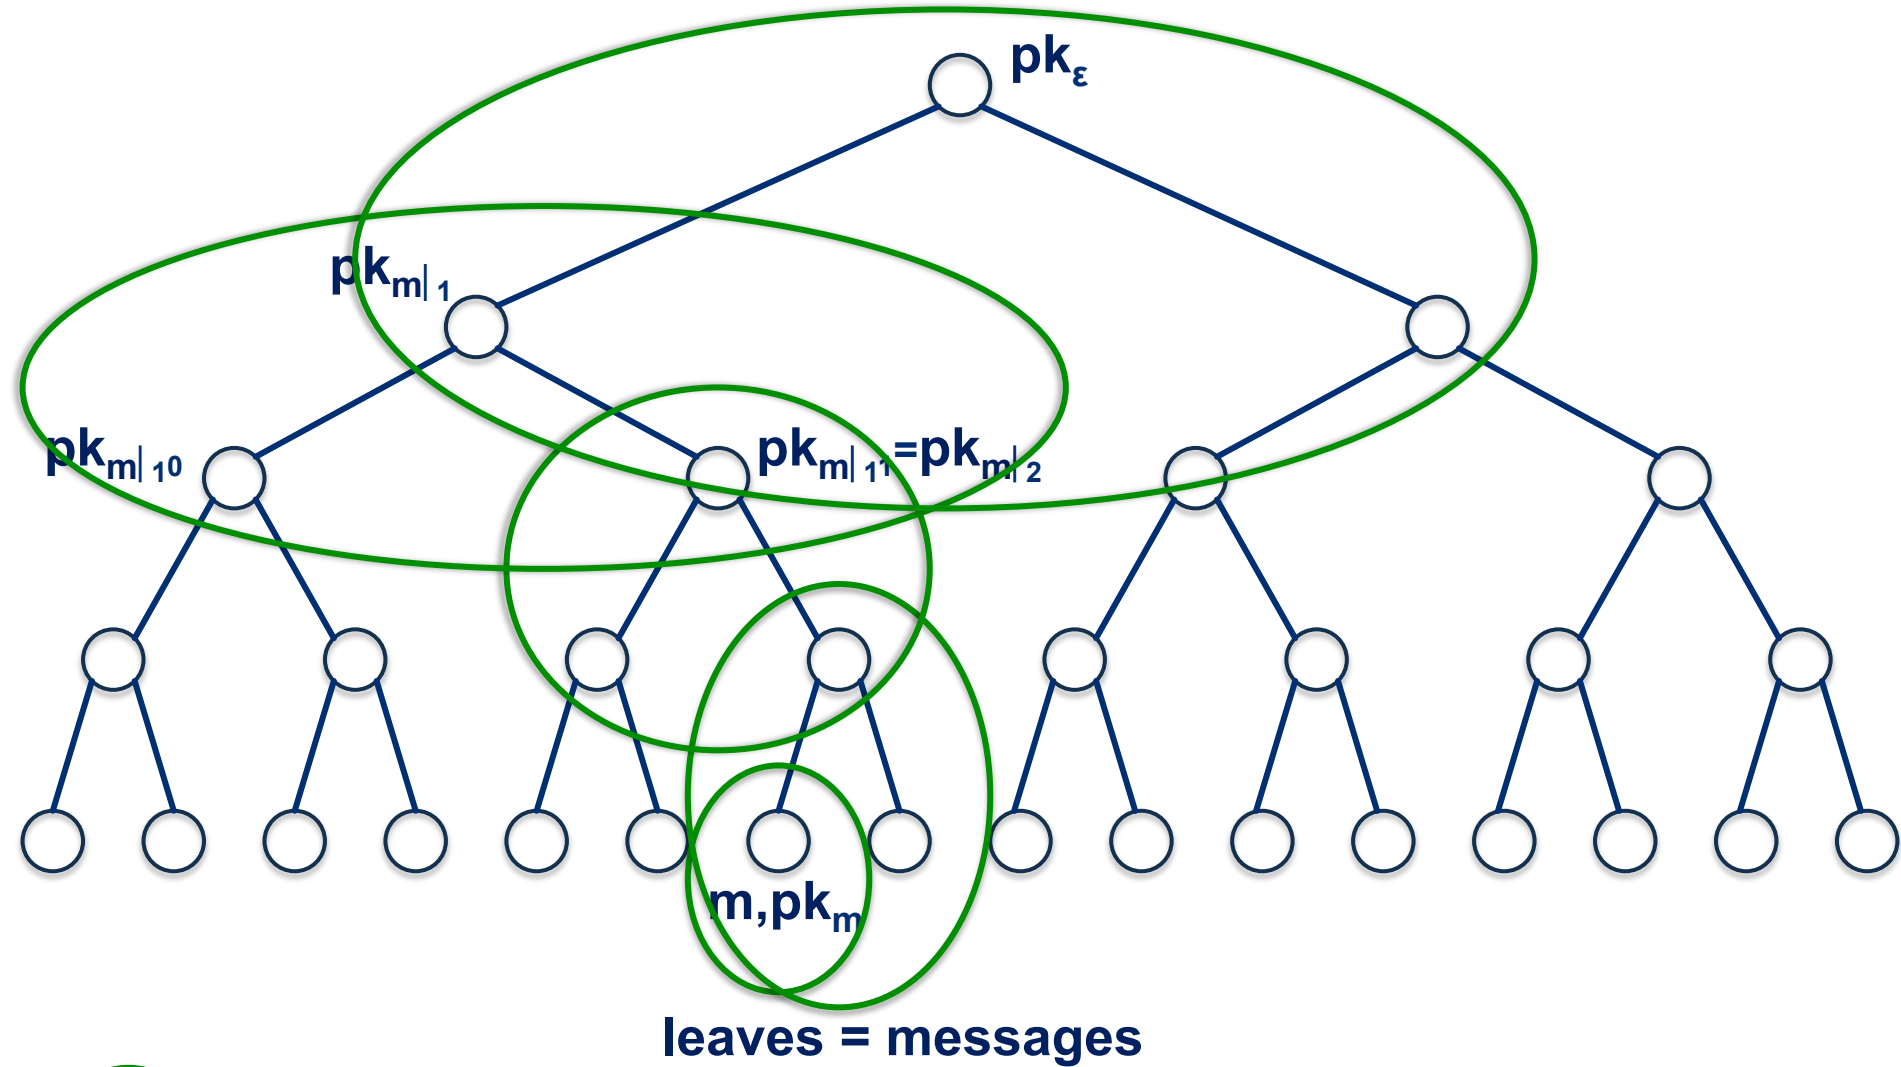 pkε
pkm|1
pkm|10
pkm|11=pkm|2
m,pkm
leaves = messages